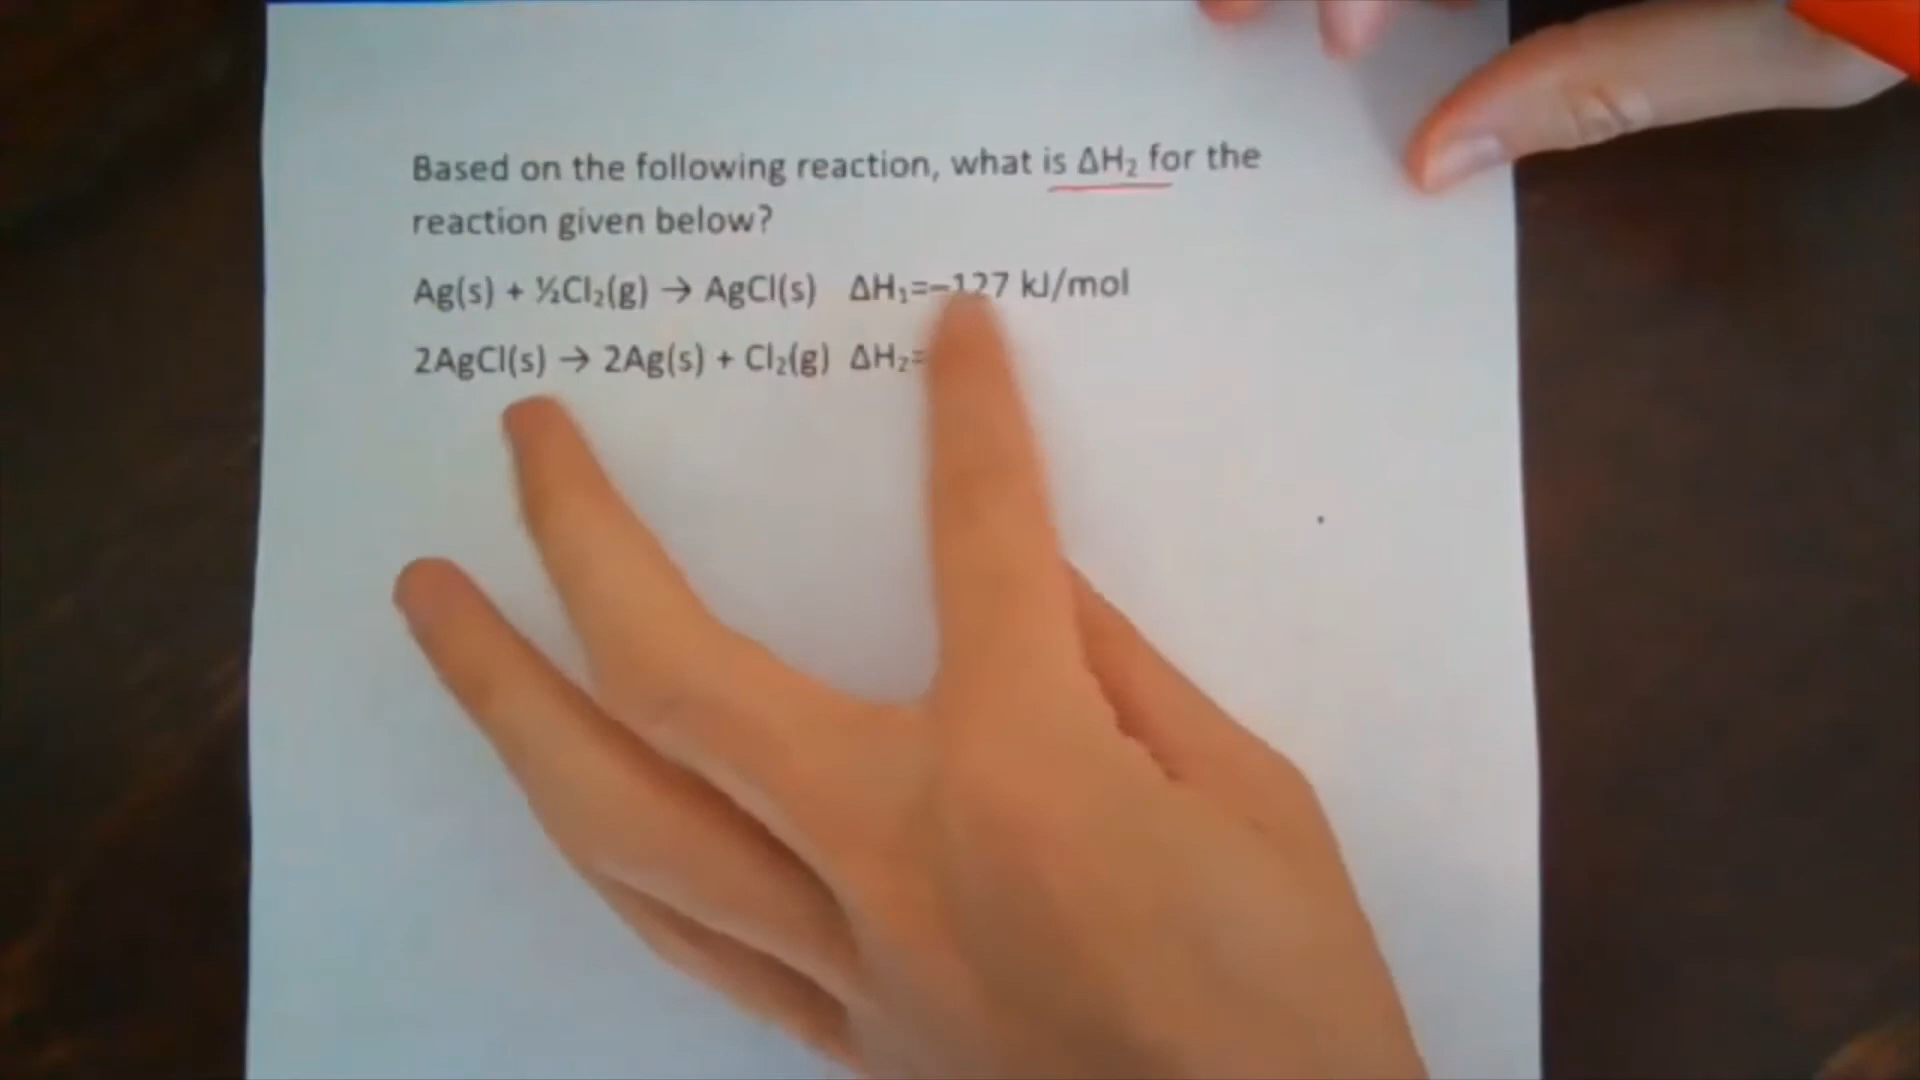 Based on the following reaction, what is ΔH₂ for the
reaction given below?
Ag(s) + ½Cl₂(g) → AgCl(s) ΔH₁=−127 kJ/mol
2AgCl(s) → 2Ag(s) + Cl₂(g) ΔH₂=